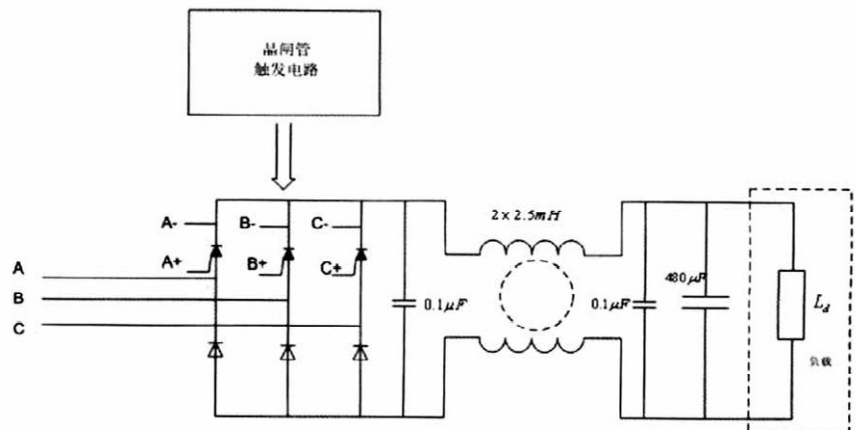 晶闸管
触发电路
A-
B-
C-
A+
B+
C+
A
B
C
0.1μF
2×2.5mH
0.1μF
480μF
L_d
负载